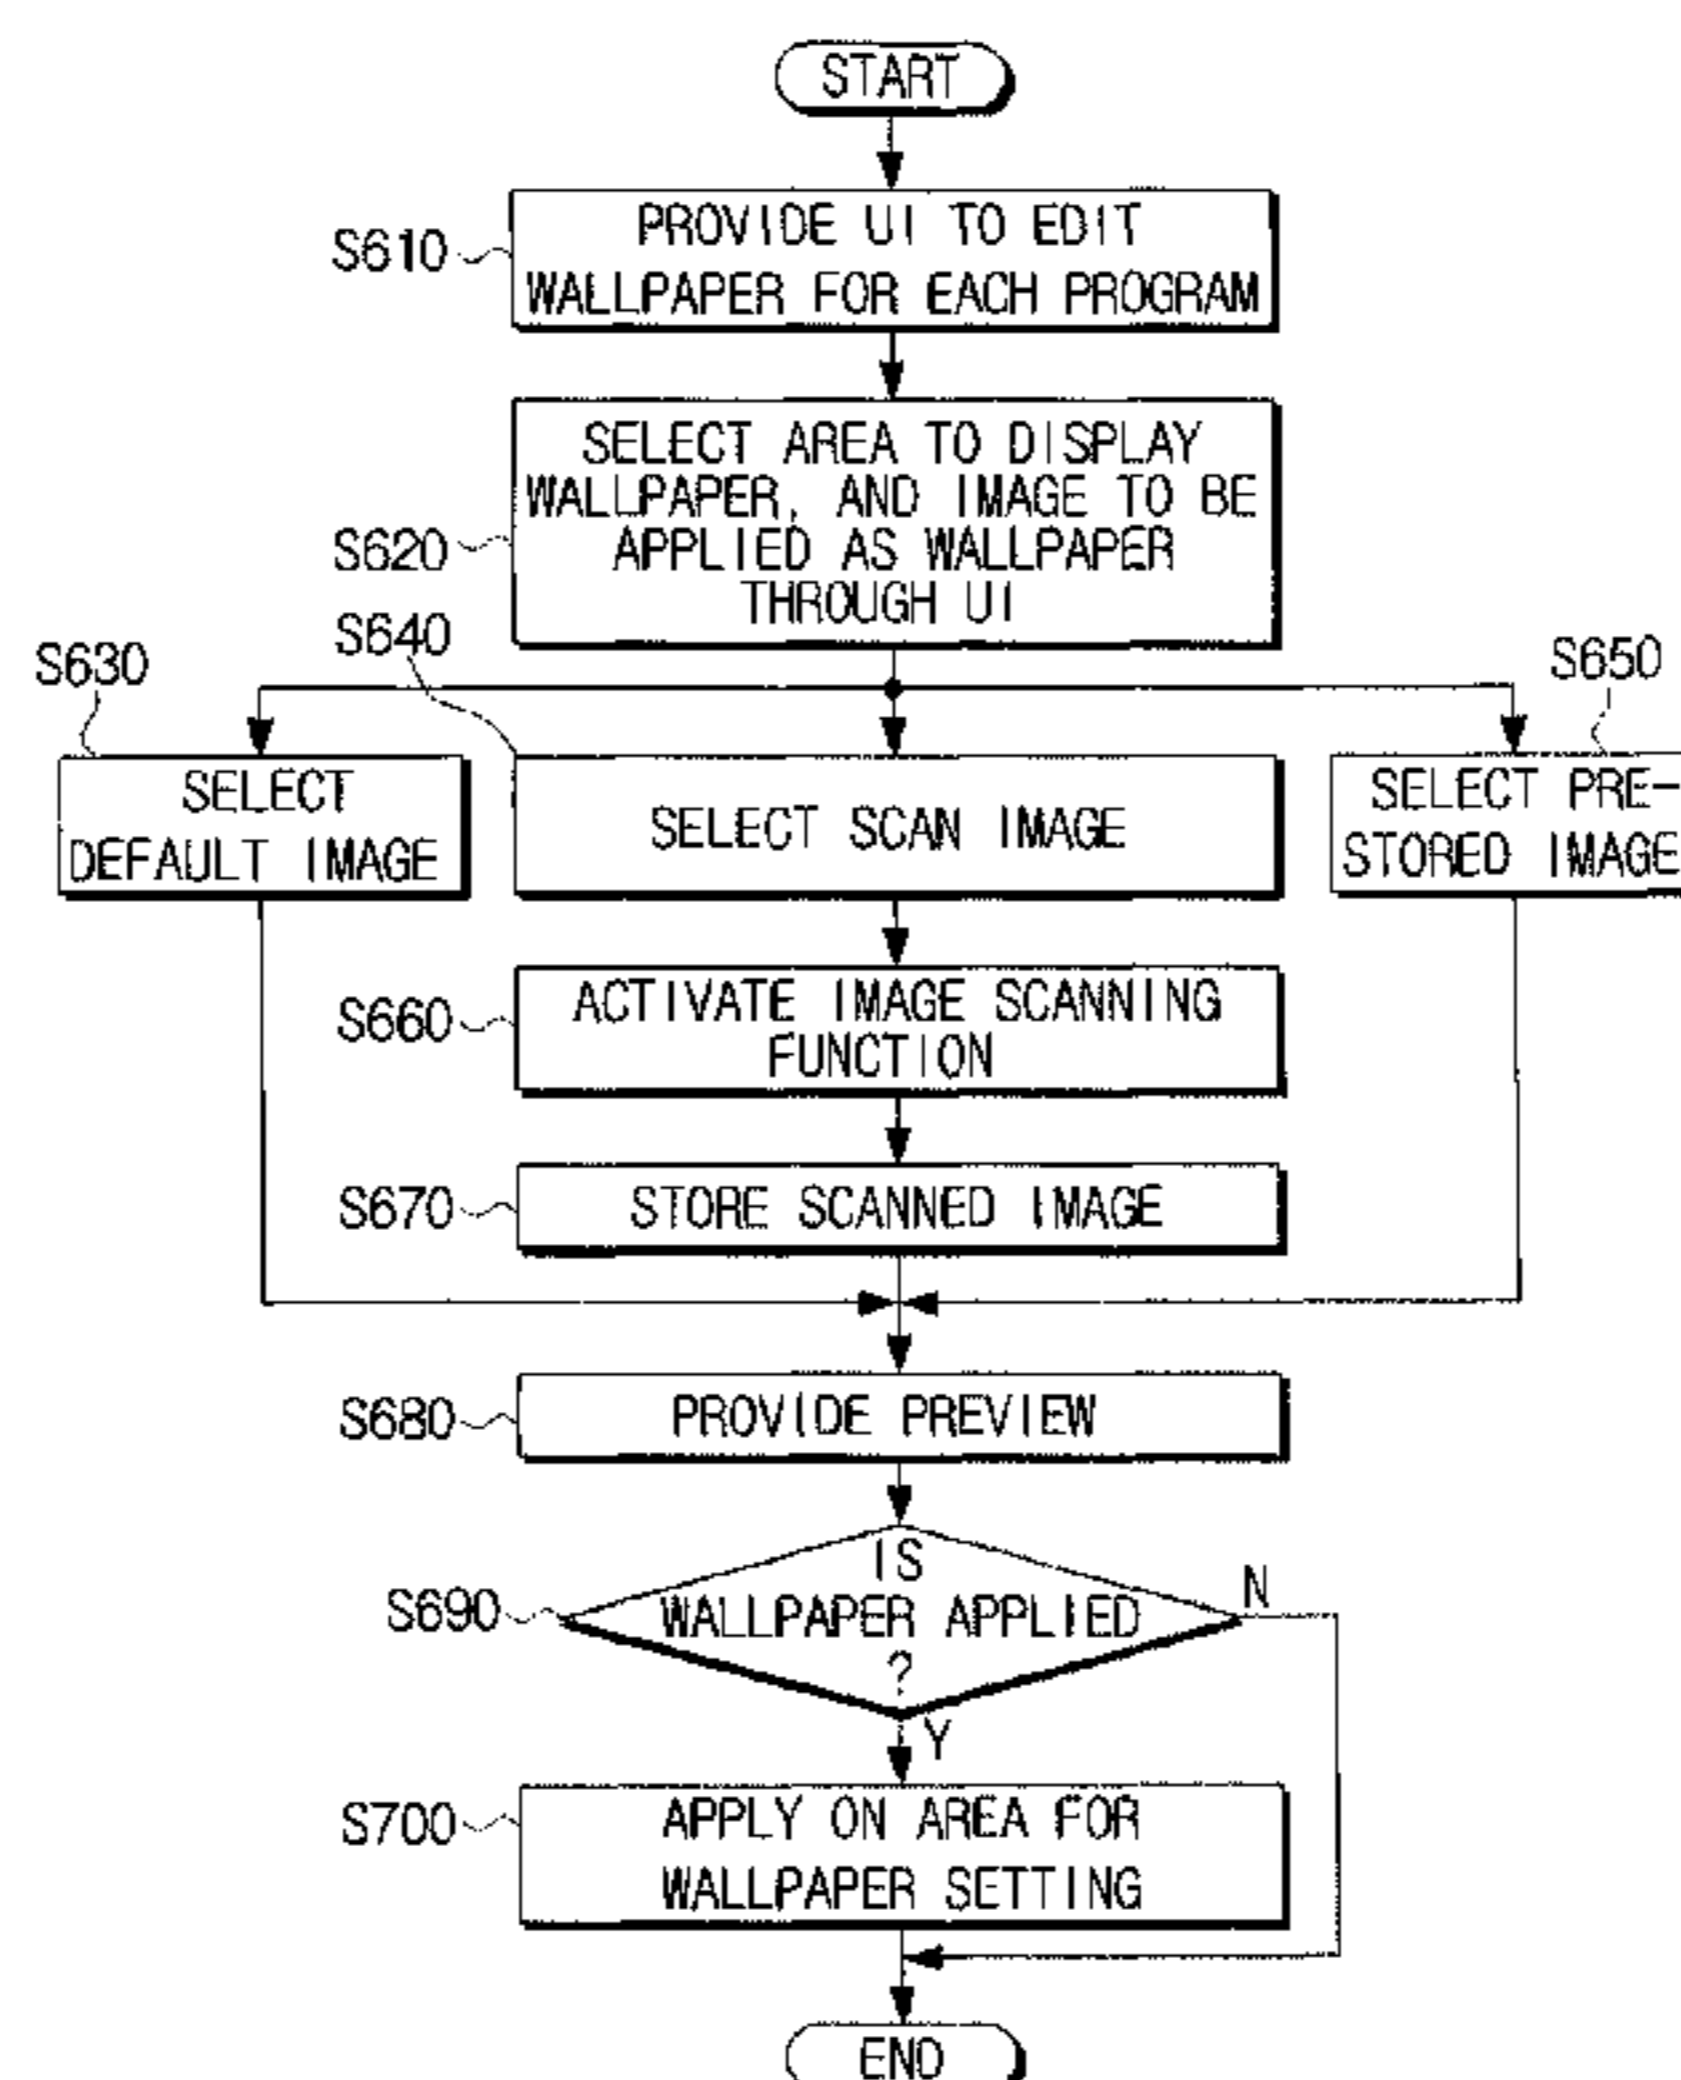 START
S610
PROVIDE UI TO EDIT
WALLPAPER FOR EACH PROGRAM
S620
SELECT AREA TO DISPLAY
WALLPAPER, AND IMAGE TO BE
APPLIED AS WALLPAPER
THROUGH UI
S630
SELECT
DEFAULT IMAGE
S640
SELECT SCAN IMAGE
S650
SELECT PRE-
STORED IMAGE
S660
ACTIVATE IMAGE SCANNING
FUNCTION
S670
STORE SCANNED IMAGE
S680
PROVIDE PREVIEW
S690
IS
WALLPAPER APPLIED
?
N
Y
S700
APPLY ON AREA FOR
WALLPAPER SETTING
END